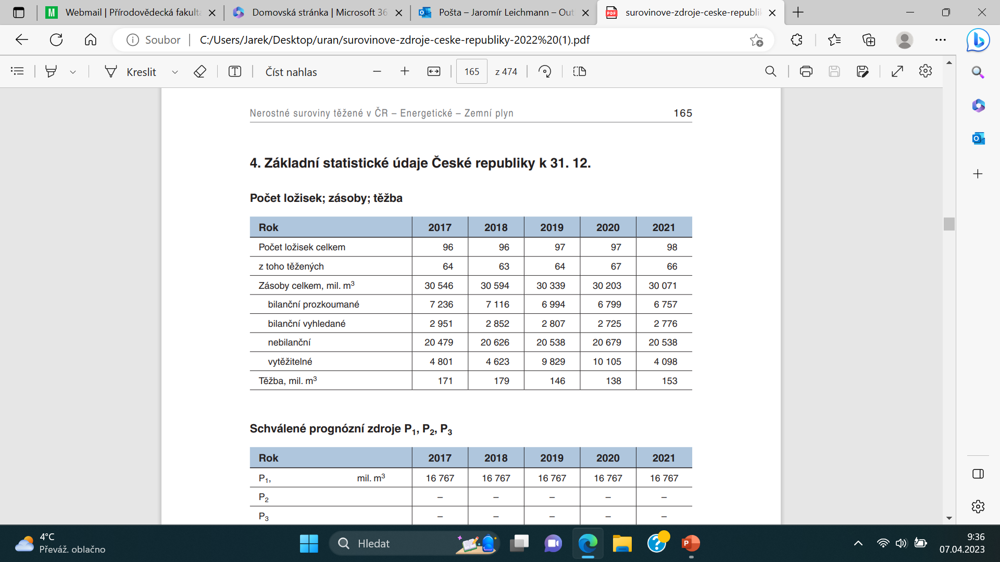 Webmail | Přírodovědecká fakult
Domovská stránka | Microsoft 36
Pošta – Jaromír Leichmann – Out
surovinove-zdroje-ceske-republi
Soubor
C:/Users/Jarek/Desktop/uran/surovinove-zdroje-ceske-republiky-2022%20(1).pdf
Kreslit
Číst nahlas
165
z 474
Nerostné suroviny těžené v ČR – Energetické – Zemní plyn 165
4. Základní statistické údaje České republiky k 31. 12.
Počet ložisek; zásoby; těžba
Rok 2017 2018 2019 2020 2021
Počet ložisek celkem 96 96 97 97 98
z toho těžených 64 63 64 67 66
Zásoby celkem, mil. m³ 30 546 30 594 30 339 30 203 30 071
bilanční prozkoumané 7 236 7 116 6 994 6 799 6 757
bilanční vyhledané 2 951 2 852 2 807 2 725 2 776
nebilanční 20 479 20 626 20 538 20 679 20 538
vytěžitelné 4 801 4 623 9 829 10 105 4 098
Těžba, mil. m³ 171 179 146 138 153
Schválené prognózní zdroje P₁, P₂, P₃
Rok 2017 2018 2019 2020 2021
P₁, mil. m³ 16 767 16 767 16 767 16 767 16 767
P₂ – – – – –
P₃ – – – – –
4°C
Převáž. oblačno
Hledat
9:36
07.04.2023